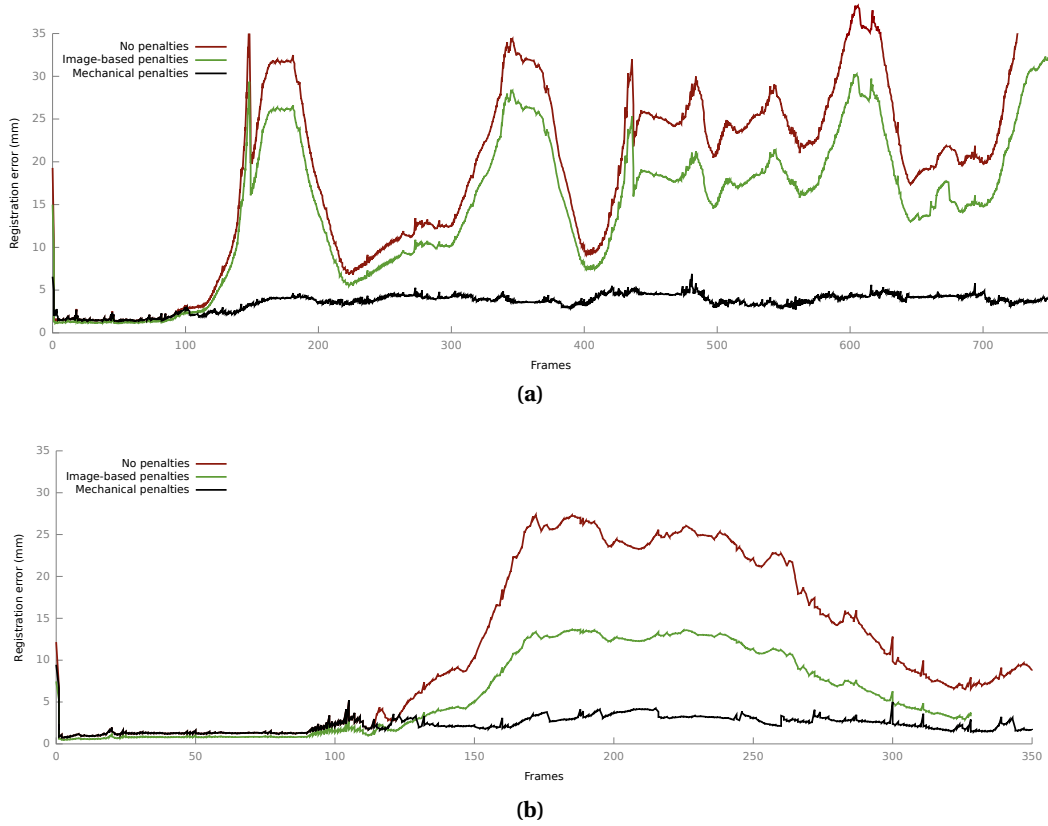 35
30
25
20
15
10
5
0
Registration error (mm)
No penalties
Image-based penalties
Mechanical penalties
0 100 200 300 400 500 600 700
Frames
(a)
35
30
25
20
15
10
5
0
Registration error (mm)
No penalties
Image-based penalties
Mechanical penalties
0 50 100 150 200 250 300 350
Frames
(b)